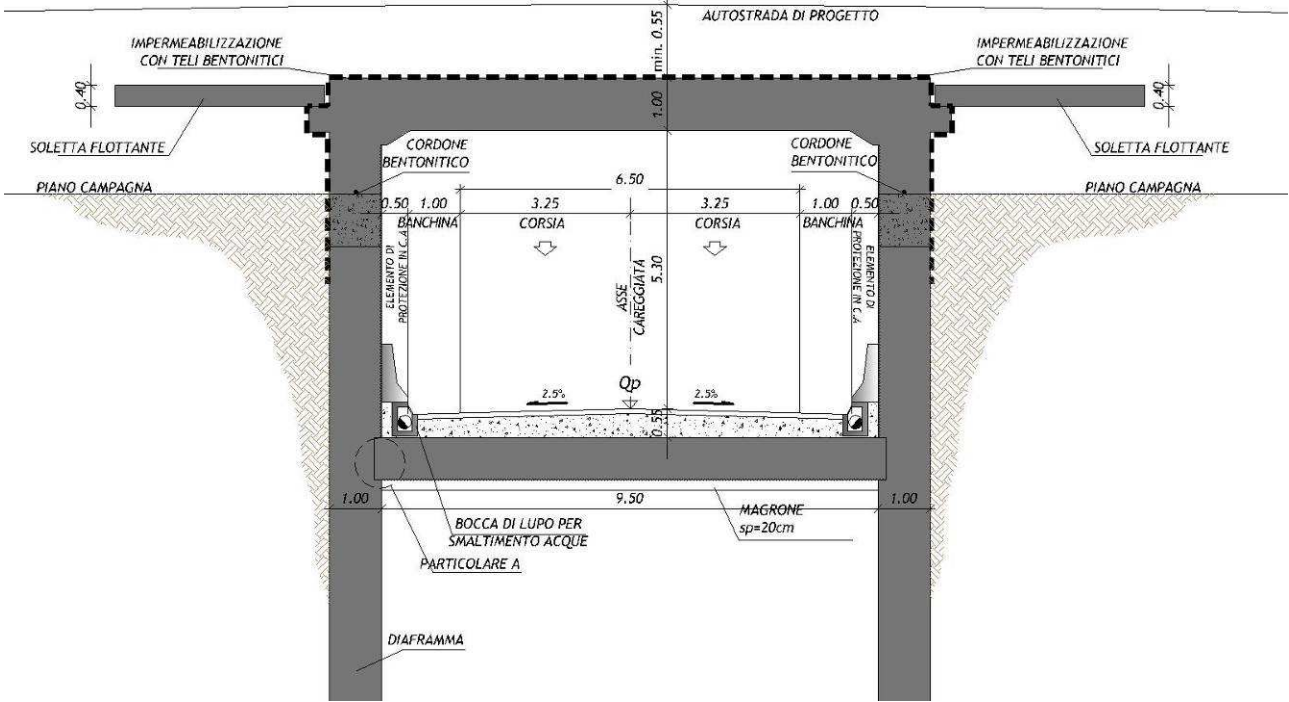 AUTOSTRADA DI PROGETTO
min. 0.55
IMPERMEABILIZZAZIONE
CON TELI BENTONITICI
IMPERMEABILIZZAZIONE
CON TELI BENTONITICI
0.40
1.00
0.40
SOLETTA FLOTTANTE
CORDONE
BENTONITICO
CORDONE
BENTONITICO
SOLETTA FLOTTANTE
PIANO CAMPAGNA
6.50
PIANO CAMPAGNA
0.50 1.00 3.25 3.25 1.00 0.50
BANCHINA CORSIA CORSIA BANCHINA
ELEMENTO DI
PROTEZIONE IN C.A
ASSE
CAREGGIATA
5.30
ELEMENTO DI
PROTEZIONE IN C.A
Qp
2.5% 2.5%
0.55
1.00 9.50 1.00
MAGRONE
sp=20cm
BOCCA DI LUPO PER
SMALTIMENTO ACQUE
PARTICOLARE A
DIAFRAMMA